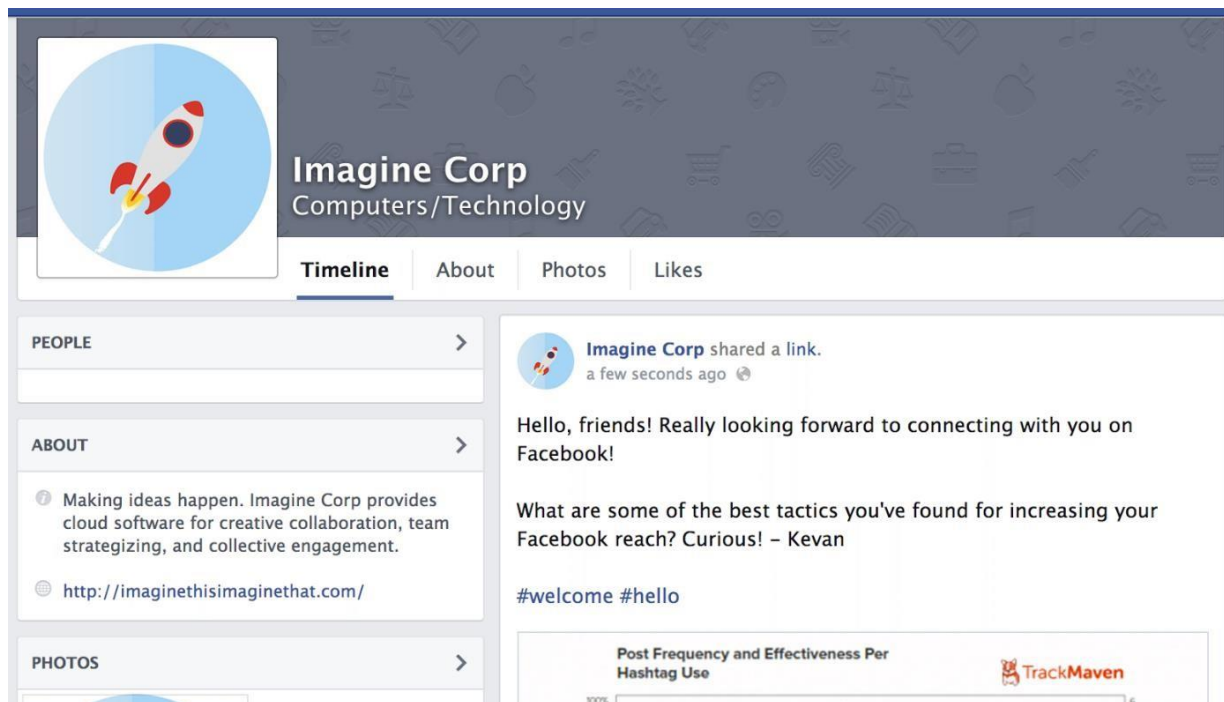 Imagine Corp
Computers/Technology
Timeline About Photos Likes
PEOPLE
ABOUT
Making ideas happen. Imagine Corp provides
cloud software for creative collaboration, team
strategizing, and collective engagement.
http://imaginethisimaginethat.com/
PHOTOS
Imagine Corp shared a link.
a few seconds ago
Hello, friends! Really looking forward to connecting with you on
Facebook!
What are some of the best tactics you've found for increasing your
Facebook reach? Curious! – Kevan
#welcome #hello
Post Frequency and Effectiveness Per
Hashtag Use
TrackMaven
100%